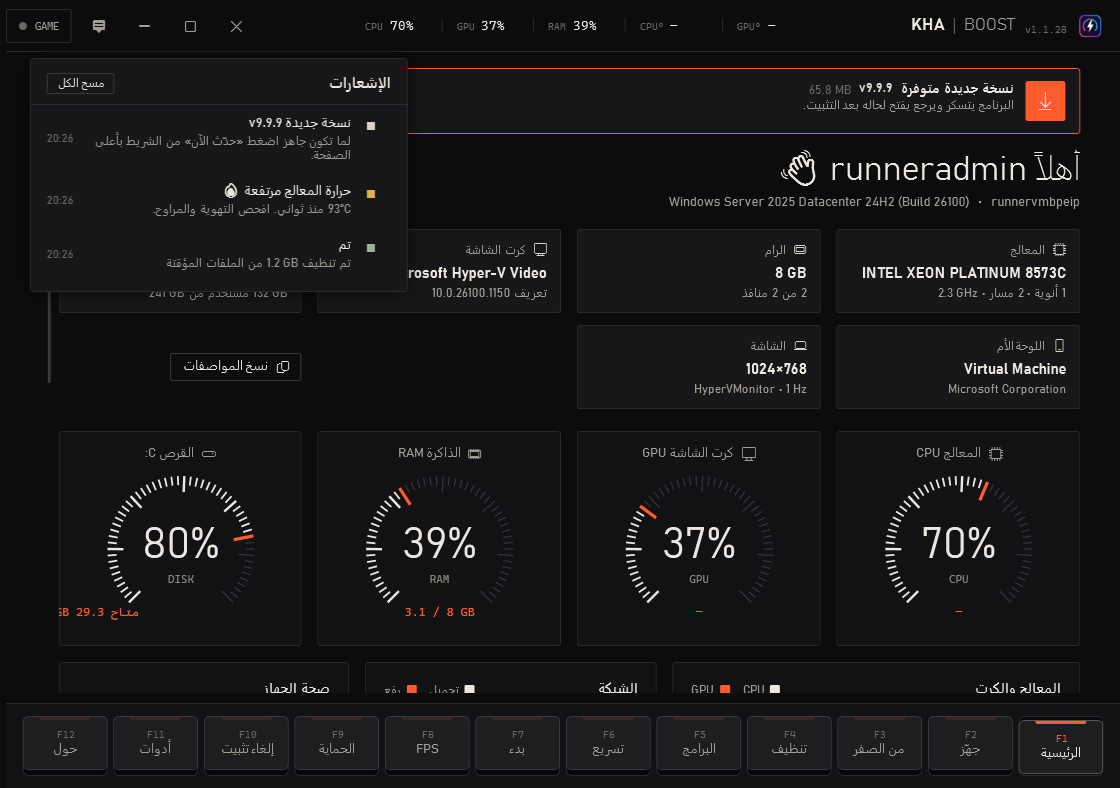 GAME
CPU 70%
GPU 37%
RAM 39%
CPU° —
GPU° —
KHA | BOOST v1.1.28
الإشعارات
مسح الكل
نسخة جديدة v9.9.9
لما تكون جاهز اضغط «حدّث الآن» من الشريط بأعلى
الصفحة.
20:26
حرارة المعالج مرتفعة
93°C منذ ثواني. افحص التهوية والمراوح.
20:26
تم
تم تنظيف 1.2 GB من الملفات المؤقتة
20:26
نسخة جديدة متوفرة v9.9.9 65.8 MB
البرنامج يتسكر ويرجع يفتح لحاله بعد التثبيت.
أهلاً runneradmin
Windows Server 2025 Datacenter 24H2 (Build 26100) • runnervmbpeip
المعالج
INTEL XEON PLATINUM 8573C
1 أنوية • 2 مسار • 2.3 GHz
الرام
8 GB
2 من 2 منافذ
كرت الشاشة
rosoft Hyper-V Video
تعريف 10.0.26100.1150
132 GB مستخدم من 241 GB
اللوحة الأم
Virtual Machine
Microsoft Corporation
الشاشة
1024×768
HyperVMonitor • 1 Hz
نسخ المواصفات
المعالج CPU
70%
CPU
—
كرت الشاشة GPU
37%
GPU
—
الذاكرة RAM
39%
RAM
3.1 / 8 GB
القرص C:
80%
DISK
متاح 29.3 GB
المعالج والكرت
CPU
GPU
الشبكة
تحميل
رفع
صحة الجهاز
F1
الرئيسية
F2
جهّز
F3
من الصفر
F4
تنظيف
F5
البرامج
F6
تسريع
F7
بدء
F8
FPS
F9
الحماية
F10
إلغاء تثبيت
F11
أدوات
F12
حول